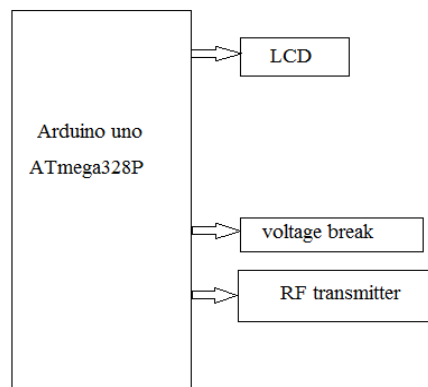 LCD
Arduino uno
ATmega328P
voltage break
RF transmitter